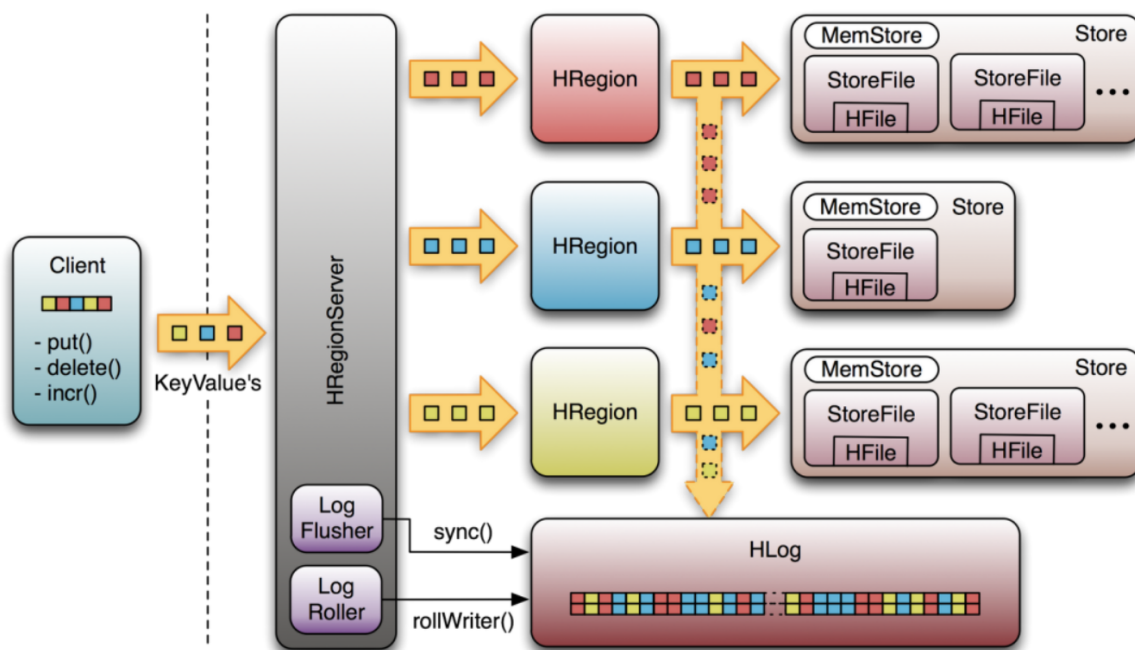 Client
- put()
- delete()
- incr()
KeyValue's
HRegionServer
Log
Flusher
Log
Roller
sync()
rollWriter()
HRegion
MemStore
Store
StoreFile
HFile
StoreFile
HFile
...
HRegion
MemStore
Store
StoreFile
HFile
HRegion
MemStore
Store
StoreFile
HFile
StoreFile
HFile
...
HLog